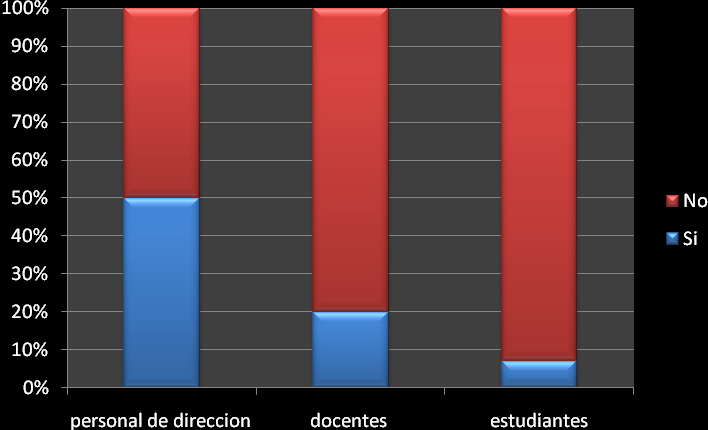 100%
90%
80%
70%
60%
50%
40%
30%
20%
10%
0%
personal de direccion
docentes
estudiantes
No
Si